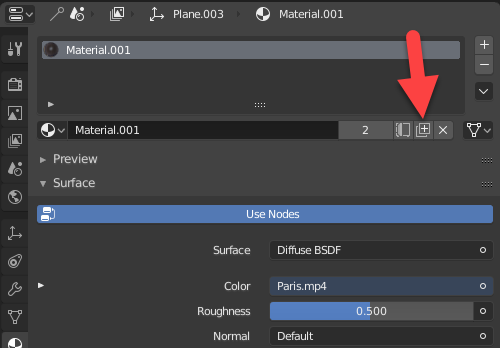 Plane.003 Material.001
Material.001
Material.001 2
Preview
Surface
Use Nodes
Surface Diffuse BSDF
Color Paris.mp4
Roughness 0.500
Normal Default